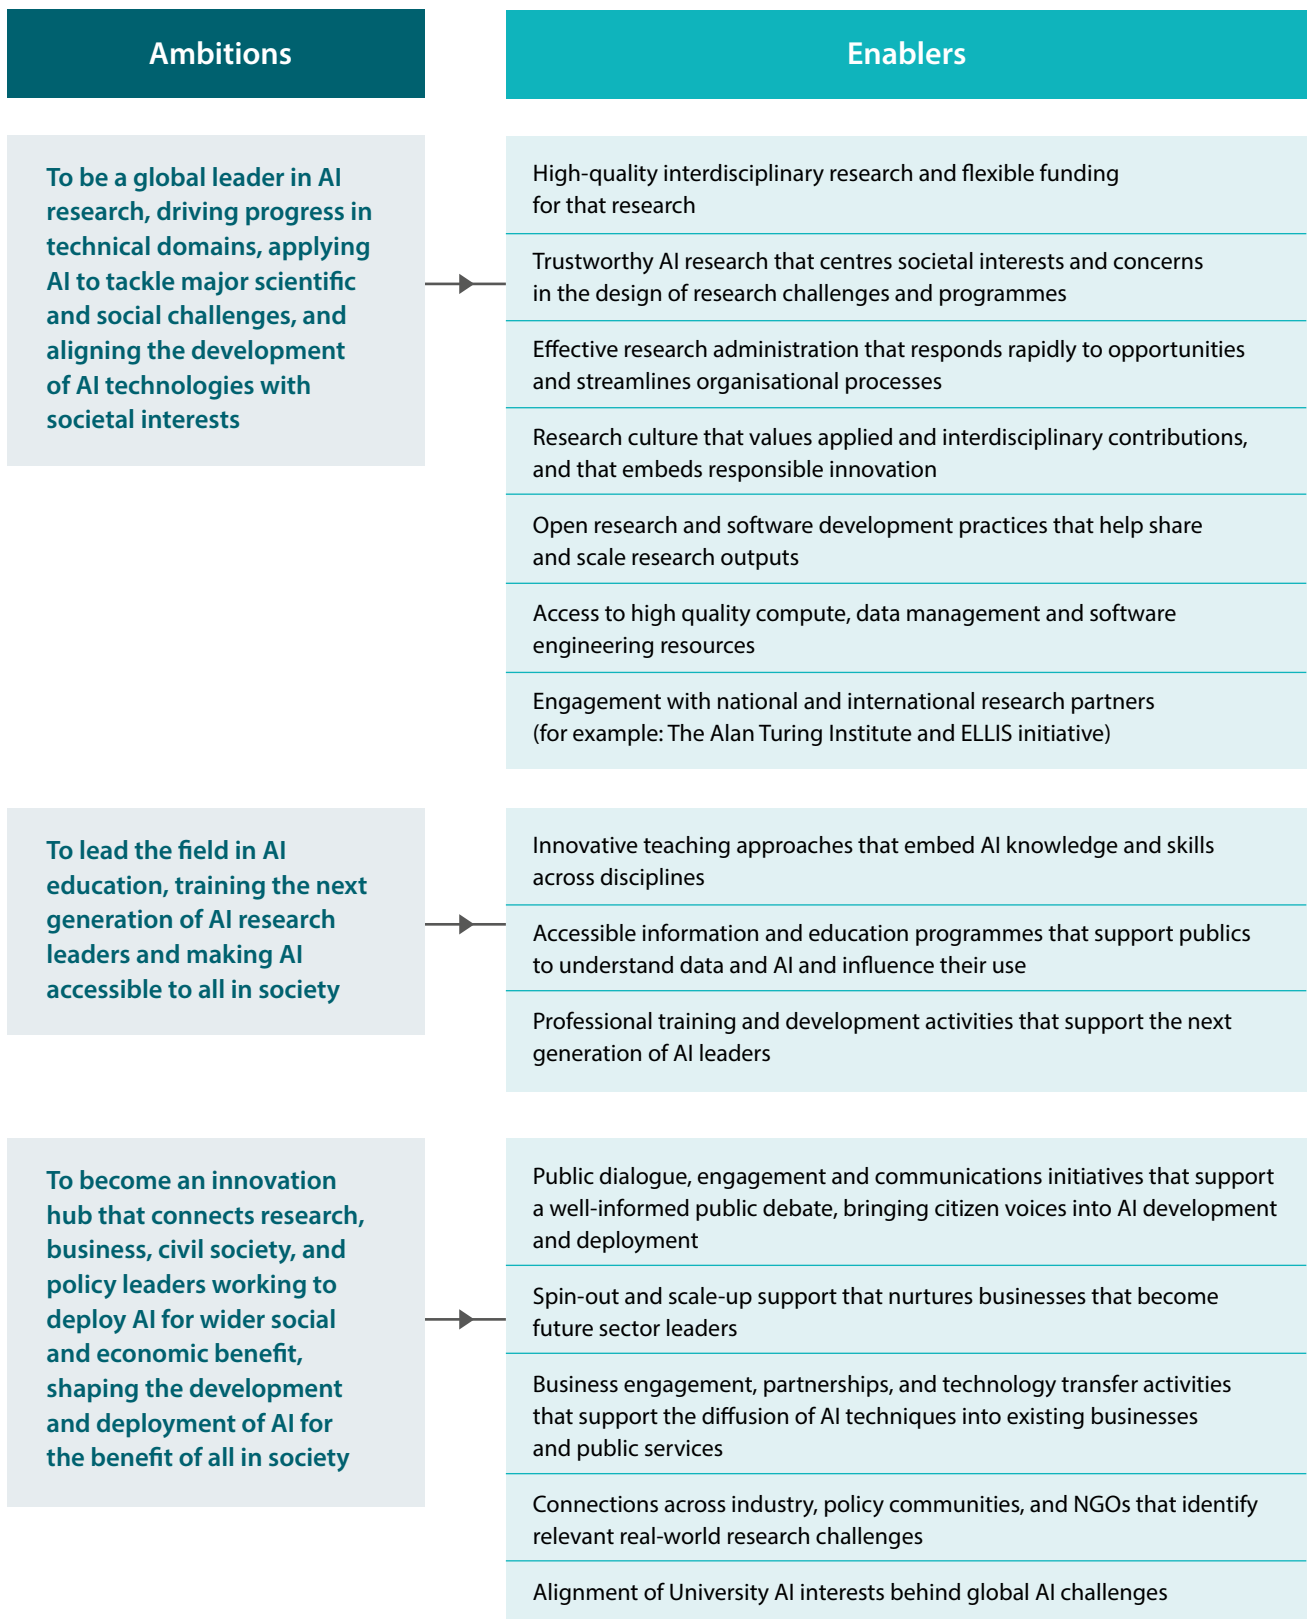 Ambitions
Enablers
To be a global leader in AI
research, driving progress in
technical domains, applying
AI to tackle major scientific
and social challenges, and
aligning the development
of AI technologies with
societal interests
High-quality interdisciplinary research and flexible funding
for that research
Trustworthy AI research that centres societal interests and concerns
in the design of research challenges and programmes
Effective research administration that responds rapidly to opportunities
and streamlines organisational processes
Research culture that values applied and interdisciplinary contributions,
and that embeds responsible innovation
Open research and software development practices that help share
and scale research outputs
Access to high quality compute, data management and software
engineering resources
Engagement with national and international research partners
(for example: The Alan Turing Institute and ELLIS initiative)
To lead the field in AI
education, training the next
generation of AI research
leaders and making AI
accessible to all in society
Innovative teaching approaches that embed AI knowledge and skills
across disciplines
Accessible information and education programmes that support publics
to understand data and AI and influence their use
Professional training and development activities that support the next
generation of AI leaders
To become an innovation
hub that connects research,
business, civil society, and
policy leaders working to
deploy AI for wider social
and economic benefit,
shaping the development
and deployment of AI for
the benefit of all in society
Public dialogue, engagement and communications initiatives that support
a well-informed public debate, bringing citizen voices into AI development
and deployment
Spin-out and scale-up support that nurtures businesses that become
future sector leaders
Business engagement, partnerships, and technology transfer activities
that support the diffusion of AI techniques into existing businesses
and public services
Connections across industry, policy communities, and NGOs that identify
relevant real-world research challenges
Alignment of University AI interests behind global AI challenges